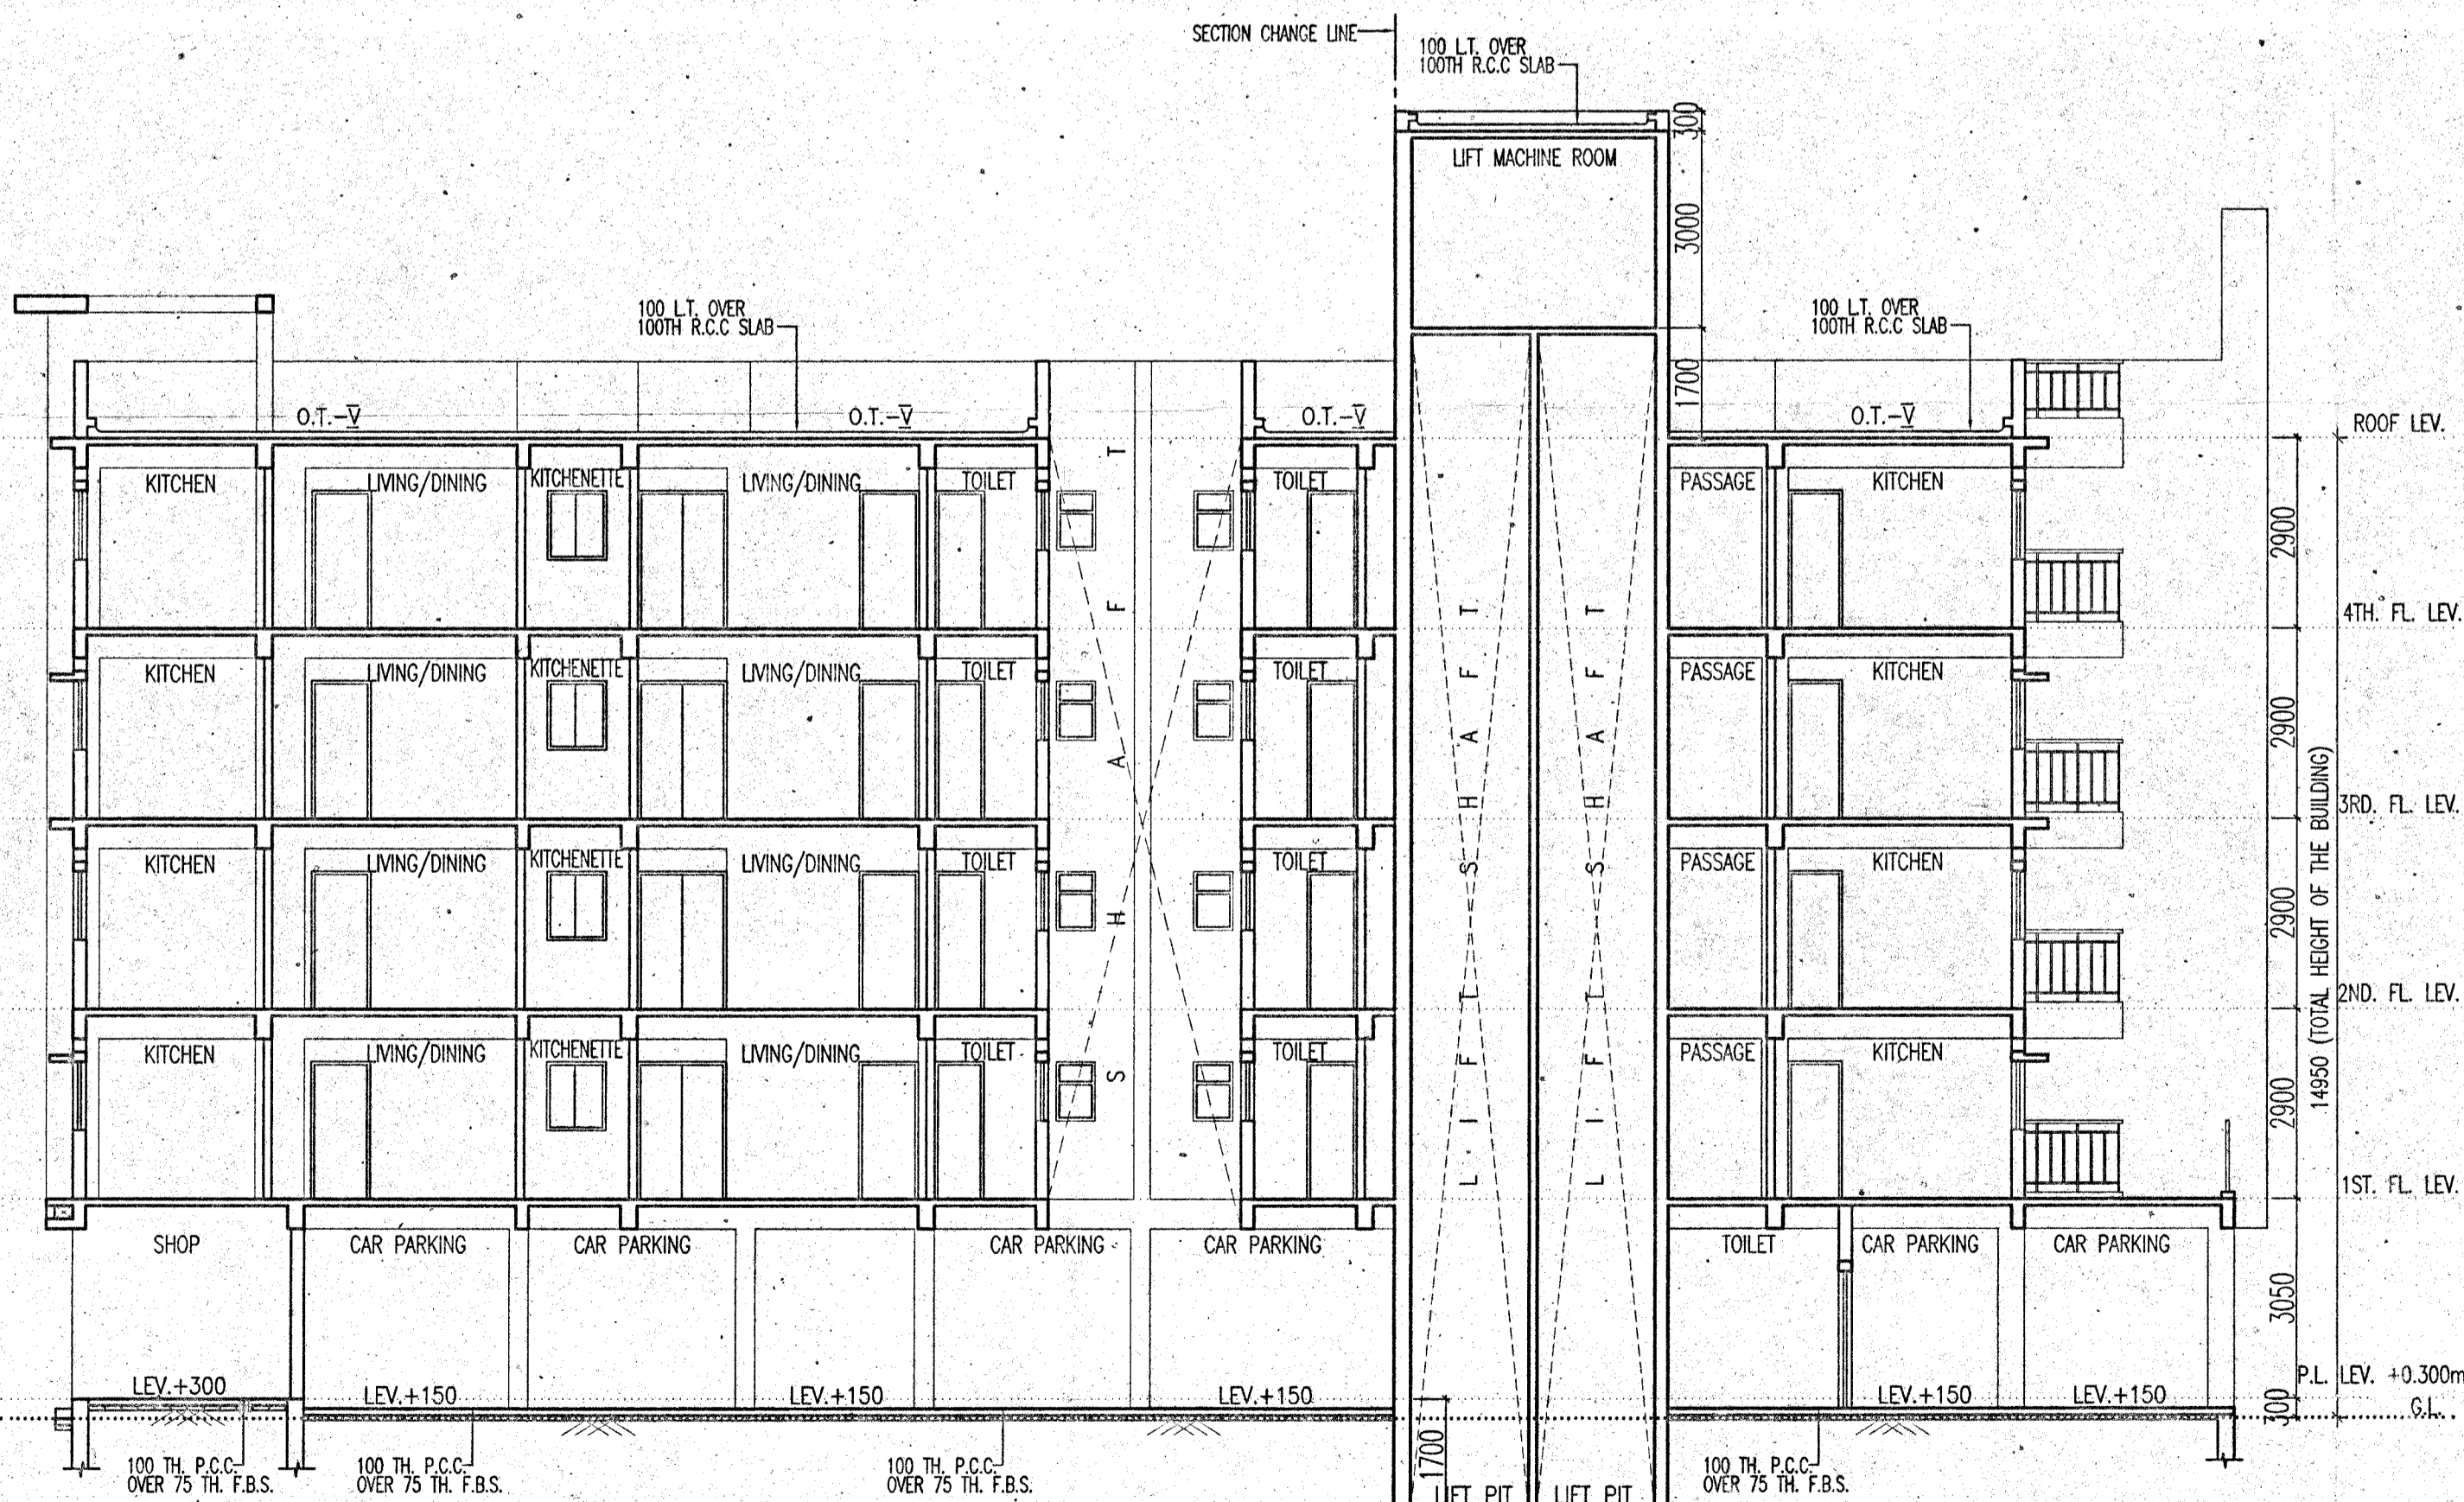 SECTION CHANGE LINE
100 L.T. OVER
100TH R.C.C SLAB
300
LIFT MACHINE ROOM
3000
100 L.T. OVER
100TH R.C.C SLAB
100 L.T. OVER
100TH R.C.C SLAB
1700
O.T.-V O.T.-V O.T.-V O.T.-V
ROOF LEV.
KITCHEN LIVING/DINING KITCHENETTE LIVING/DINING TOILET TOILET PASSAGE KITCHEN
2900
4TH. FL. LEV.
KITCHEN LIVING/DINING KITCHENETTE LIVING/DINING TOILET TOILET PASSAGE KITCHEN
2900
3RD. FL. LEV.
KITCHEN LIVING/DINING KITCHENETTE LIVING/DINING TOILET TOILET PASSAGE KITCHEN
2900
2ND. FL. LEV.
KITCHEN LIVING/DINING KITCHENETTE LIVING/DINING TOILET TOILET PASSAGE KITCHEN
2900
1ST. FL. LEV.
SHAFT
LIFT SHAFT
LIFT SHAFT
14950 (TOTAL HEIGHT OF THE BUILDING)
SHOP CAR PARKING CAR PARKING CAR PARKING CAR PARKING TOILET CAR PARKING CAR PARKING
3050
LEV.+300 LEV.+150 LEV.+150 LEV.+150 LEV.+150 LEV.+150
P.L. LEV. +0.300m
300
G.L.
1700
100 TH. P.C.C.
OVER 75 TH. F.B.S.
100 TH. P.C.C.
OVER 75 TH. F.B.S.
100 TH. P.C.C.
OVER 75 TH. F.B.S.
100 TH. P.C.C.
OVER 75 TH. F.B.S.
LIFT PIT LIFT PIT